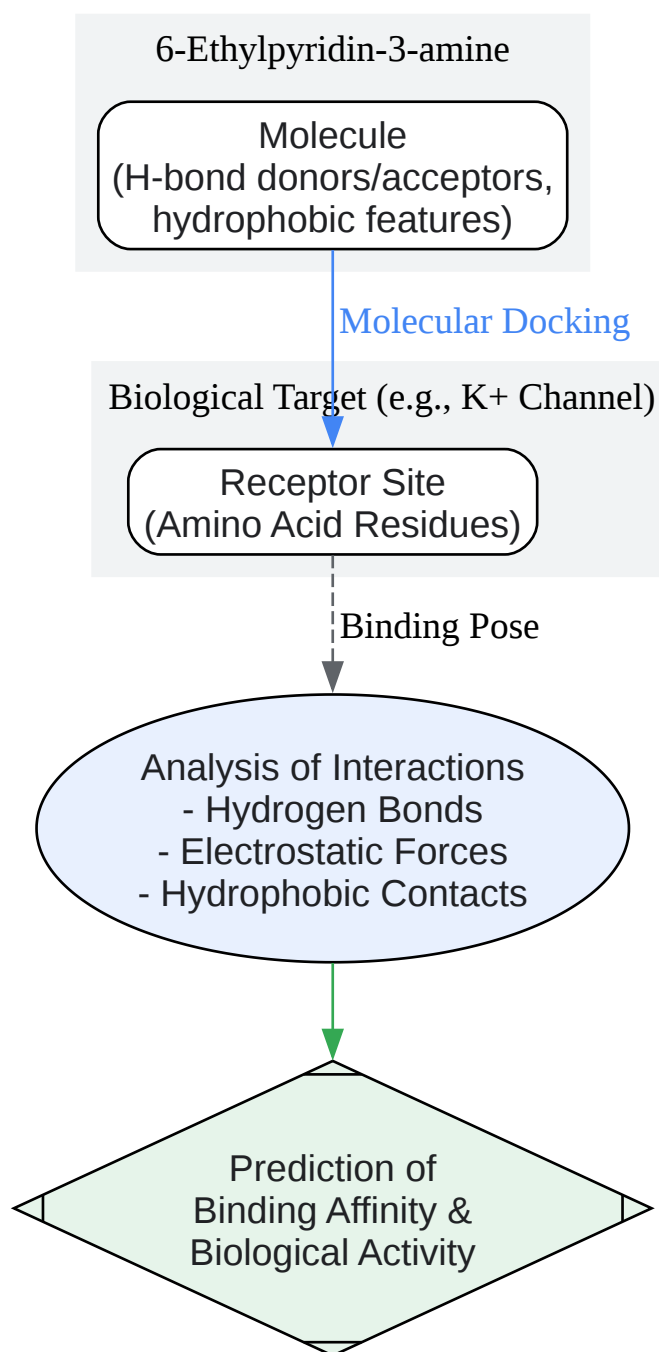 6-Ethylpyridin-3-amine
Molecule
(H-bond donors/acceptors,
hydrophobic features)
Molecular Docking
Biological Target (e.g., K+ Channel)
Receptor Site
(Amino Acid Residues)
Binding Pose
Analysis of Interactions
- Hydrogen Bonds
- Electrostatic Forces
- Hydrophobic Contacts
Prediction of
Binding Affinity &
Biological Activity